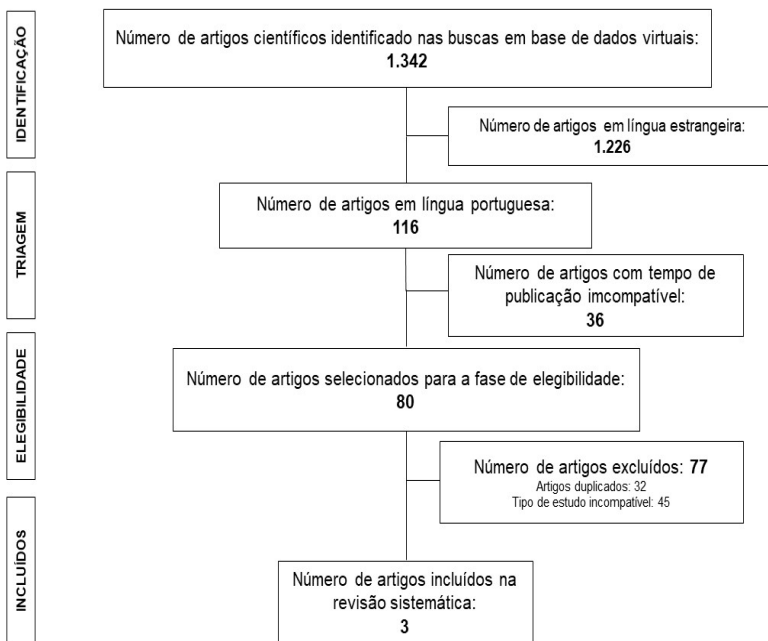 IDENTIFICAÇÃO
Número de artigos científicos identificado nas buscas em base de dados virtuais:
1.342
Número de artigos em língua estrangeira:
1.226
TRIAGEM
Número de artigos em língua portuguesa:
116
Número de artigos com tempo de
publicação imcompatível:
36
ELEGIBILIDADE
Número de artigos selecionados para a fase de elegibilidade:
80
Número de artigos excluídos: 77
Artigos duplicados: 32
Tipo de estudo incompatível: 45
INCLUÍDOS
Número de artigos incluídos na
revisão sistemática:
3